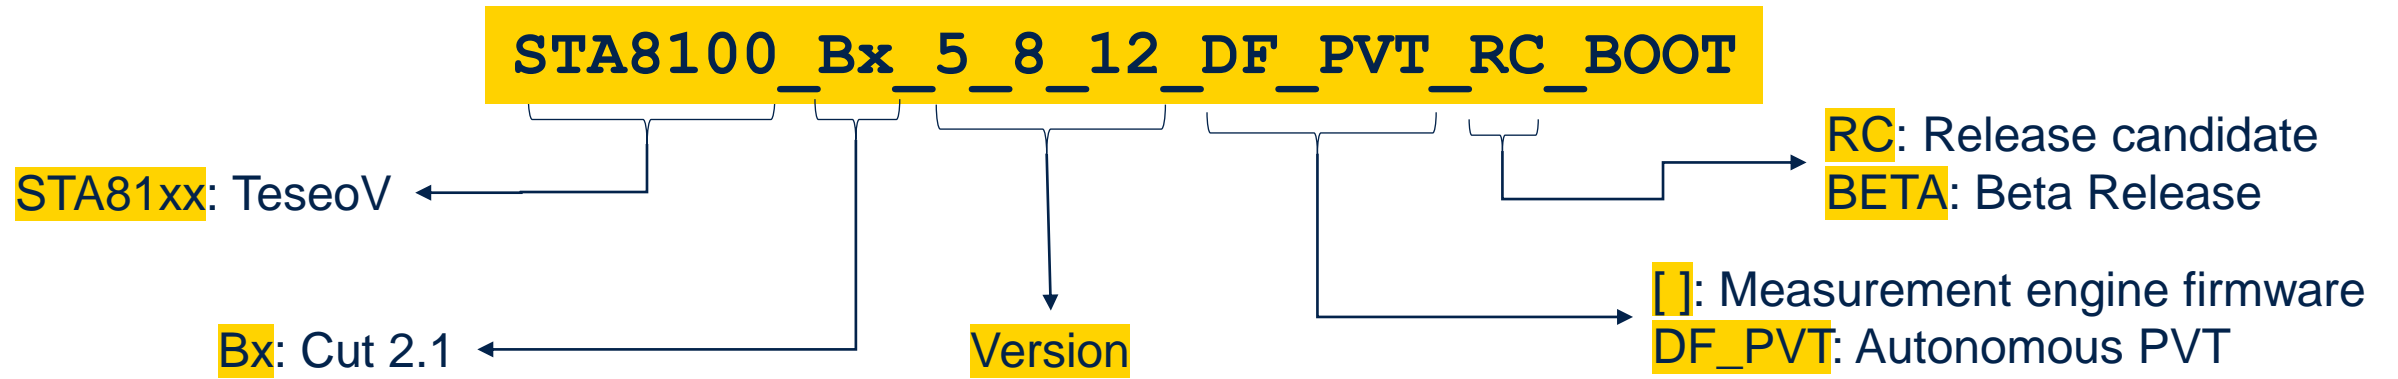 STA8100_Bx_5_8_12_DF_PVT_RC_BOOT
RC: Release candidate
BETA: Beta Release
STA81xx: TeseoV
[ ]: Measurement engine firmware
DF_PVT: Autonomous PVT
Bx: Cut 2.1
Version